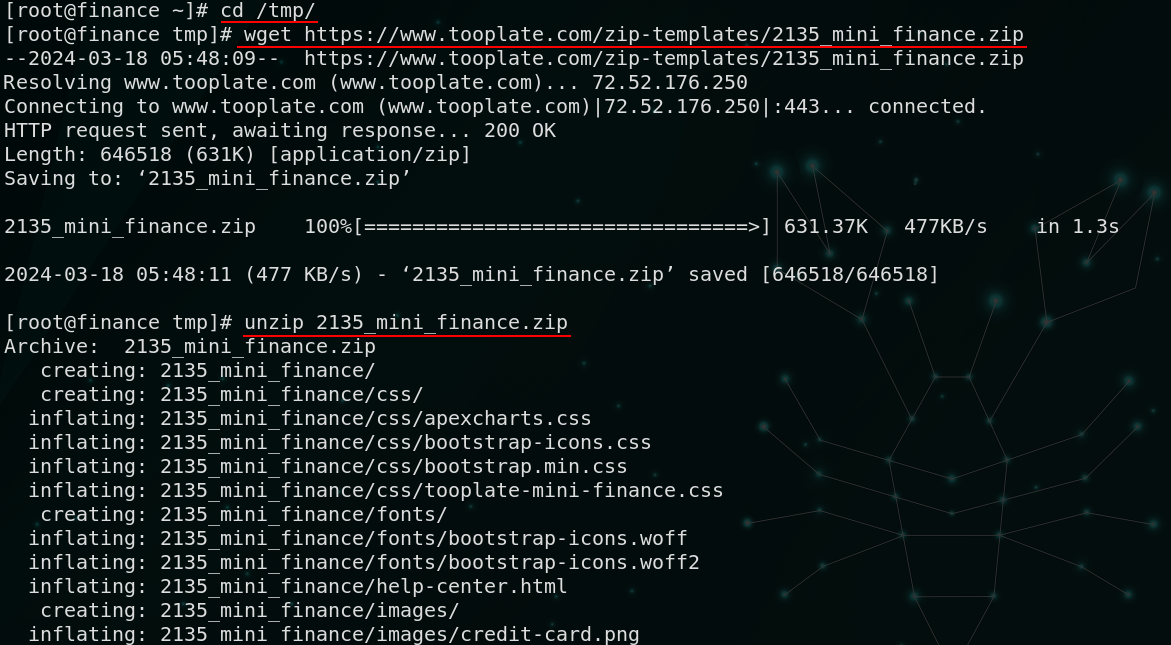 [root@finance ~]# cd /tmp/
[root@finance tmp]# wget https://www.tooplate.com/zip-templates/2135_mini_finance.zip
--2024-03-18 05:48:09--  https://www.tooplate.com/zip-templates/2135_mini_finance.zip
Resolving www.tooplate.com (www.tooplate.com)... 72.52.176.250
Connecting to www.tooplate.com (www.tooplate.com)|72.52.176.250|:443... connected.
HTTP request sent, awaiting response... 200 OK
Length: 646518 (631K) [application/zip]
Saving to: ‘2135_mini_finance.zip’
2135_mini_finance.zip    100%[================================>] 631.37K   477KB/s    in 1.3s
2024-03-18 05:48:11 (477 KB/s) - ‘2135_mini_finance.zip’ saved [646518/646518]
[root@finance tmp]# unzip 2135_mini_finance.zip
Archive:  2135_mini_finance.zip
   creating: 2135_mini_finance/
   creating: 2135_mini_finance/css/
  inflating: 2135_mini_finance/css/apexcharts.css
  inflating: 2135_mini_finance/css/bootstrap-icons.css
  inflating: 2135_mini_finance/css/bootstrap.min.css
  inflating: 2135_mini_finance/css/tooplate-mini-finance.css
   creating: 2135_mini_finance/fonts/
  inflating: 2135_mini_finance/fonts/bootstrap-icons.woff
  inflating: 2135_mini_finance/fonts/bootstrap-icons.woff2
  inflating: 2135_mini_finance/help-center.html
   creating: 2135_mini_finance/images/
  inflating: 2135_mini_finance/images/credit-card.png